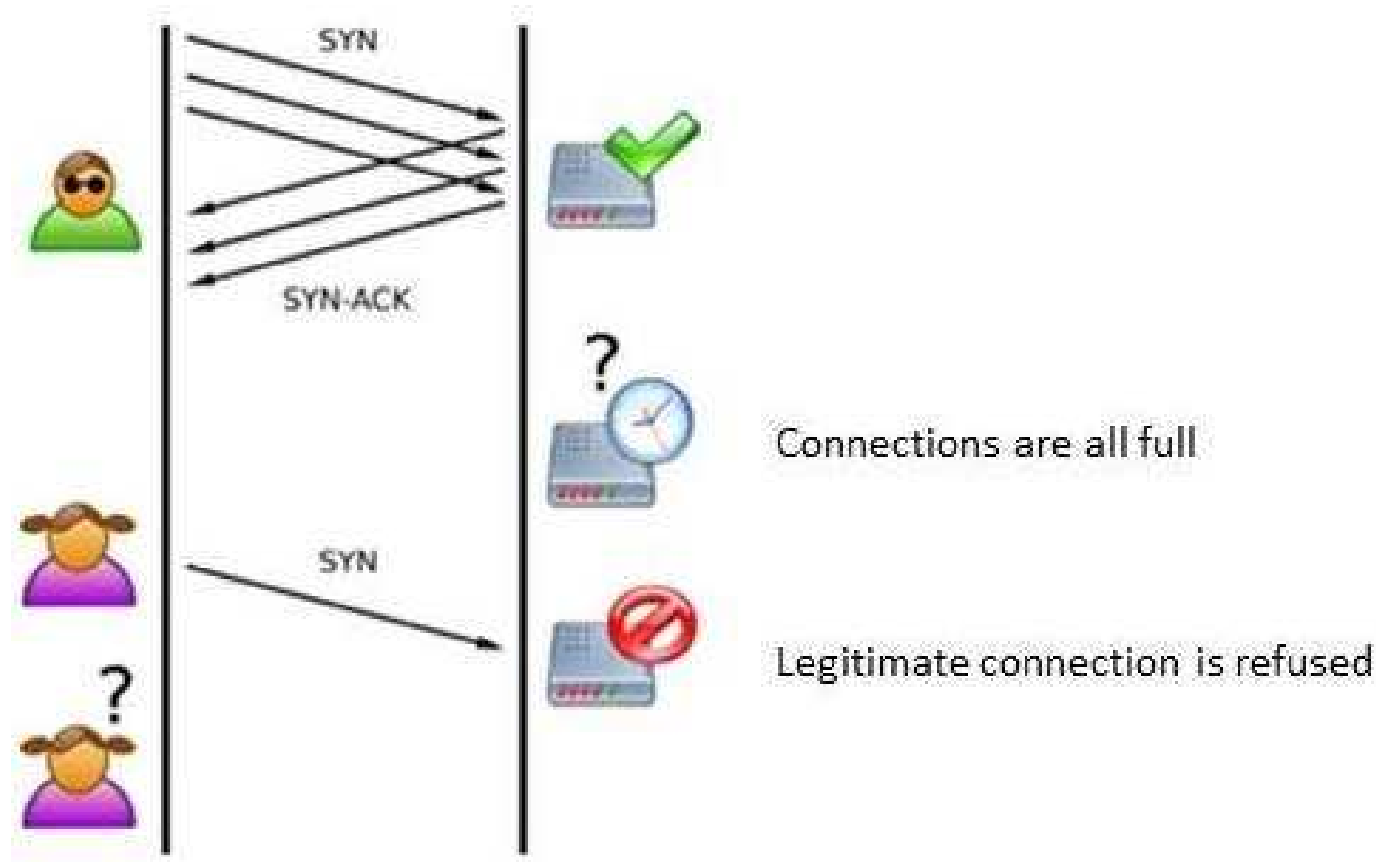 SYN
SYN-ACK
?
Connections are all full
SYN
Legitimate connection is refused
?